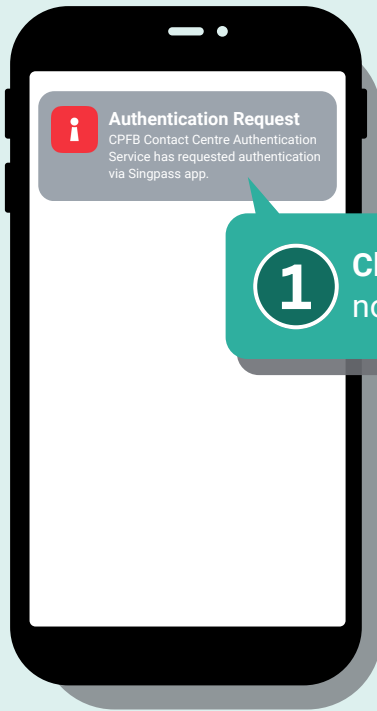 Authentication Request
CPFB Contact Centre Authentication
Service has requested authentication
via Singpass app.
1